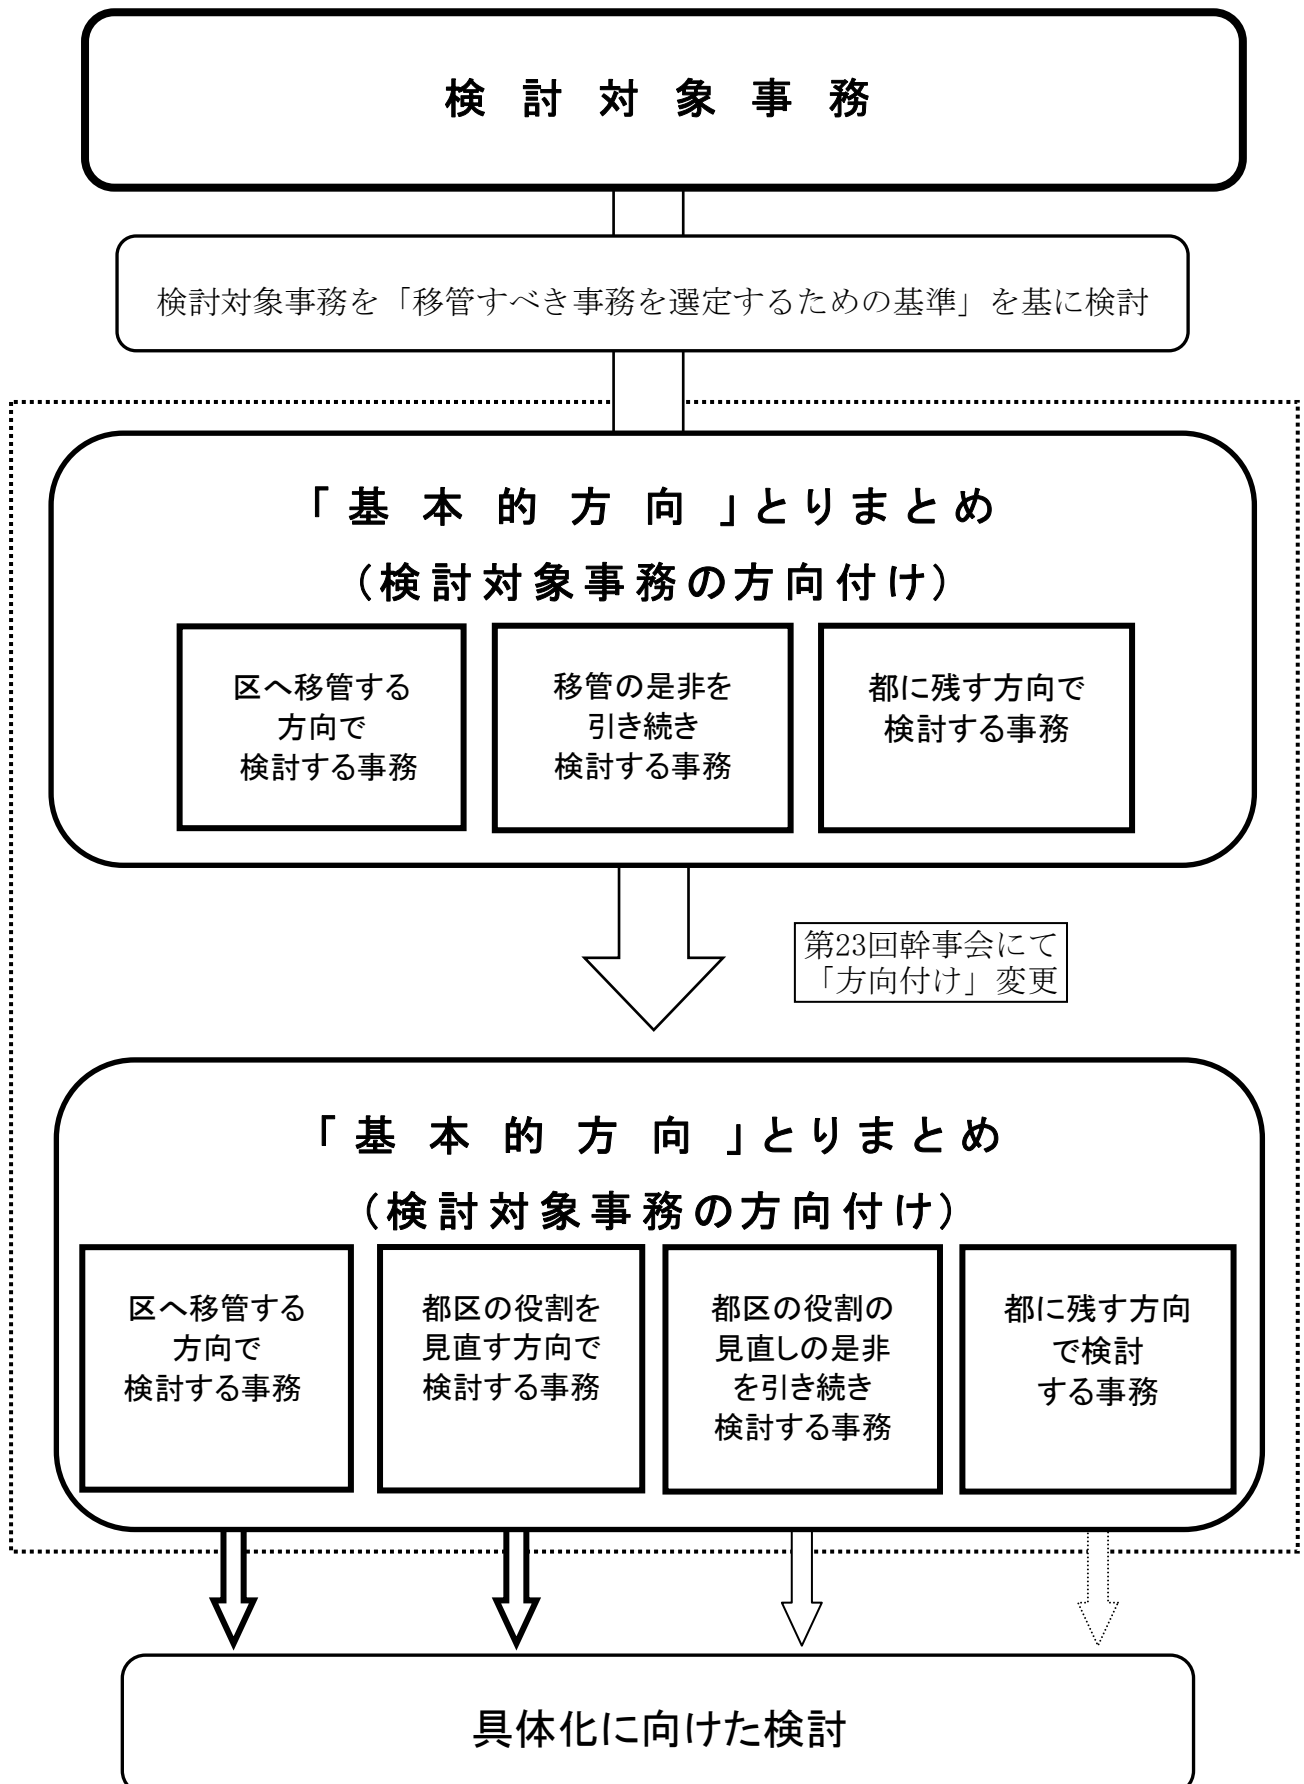 検討対象事務
検討対象事務を「移管すべき事務を選定するための基準」を基に検討
「基本的方向」とりまとめ
（検討対象事務の方向付け）
区へ移管する
方向で
検討する事務
移管の是非を
引き続き
検討する事務
都に残す方向で
検討する事務
第23回幹事会にて
「方向付け」変更
「基本的方向」とりまとめ
（検討対象事務の方向付け）
区へ移管する
方向で
検討する事務
都区の役割を
見直す方向で
検討する事務
都区の役割の
見直しの是非
を引き続き
検討する事務
都に残す方向
で検討
する事務
具体化に向けた検討